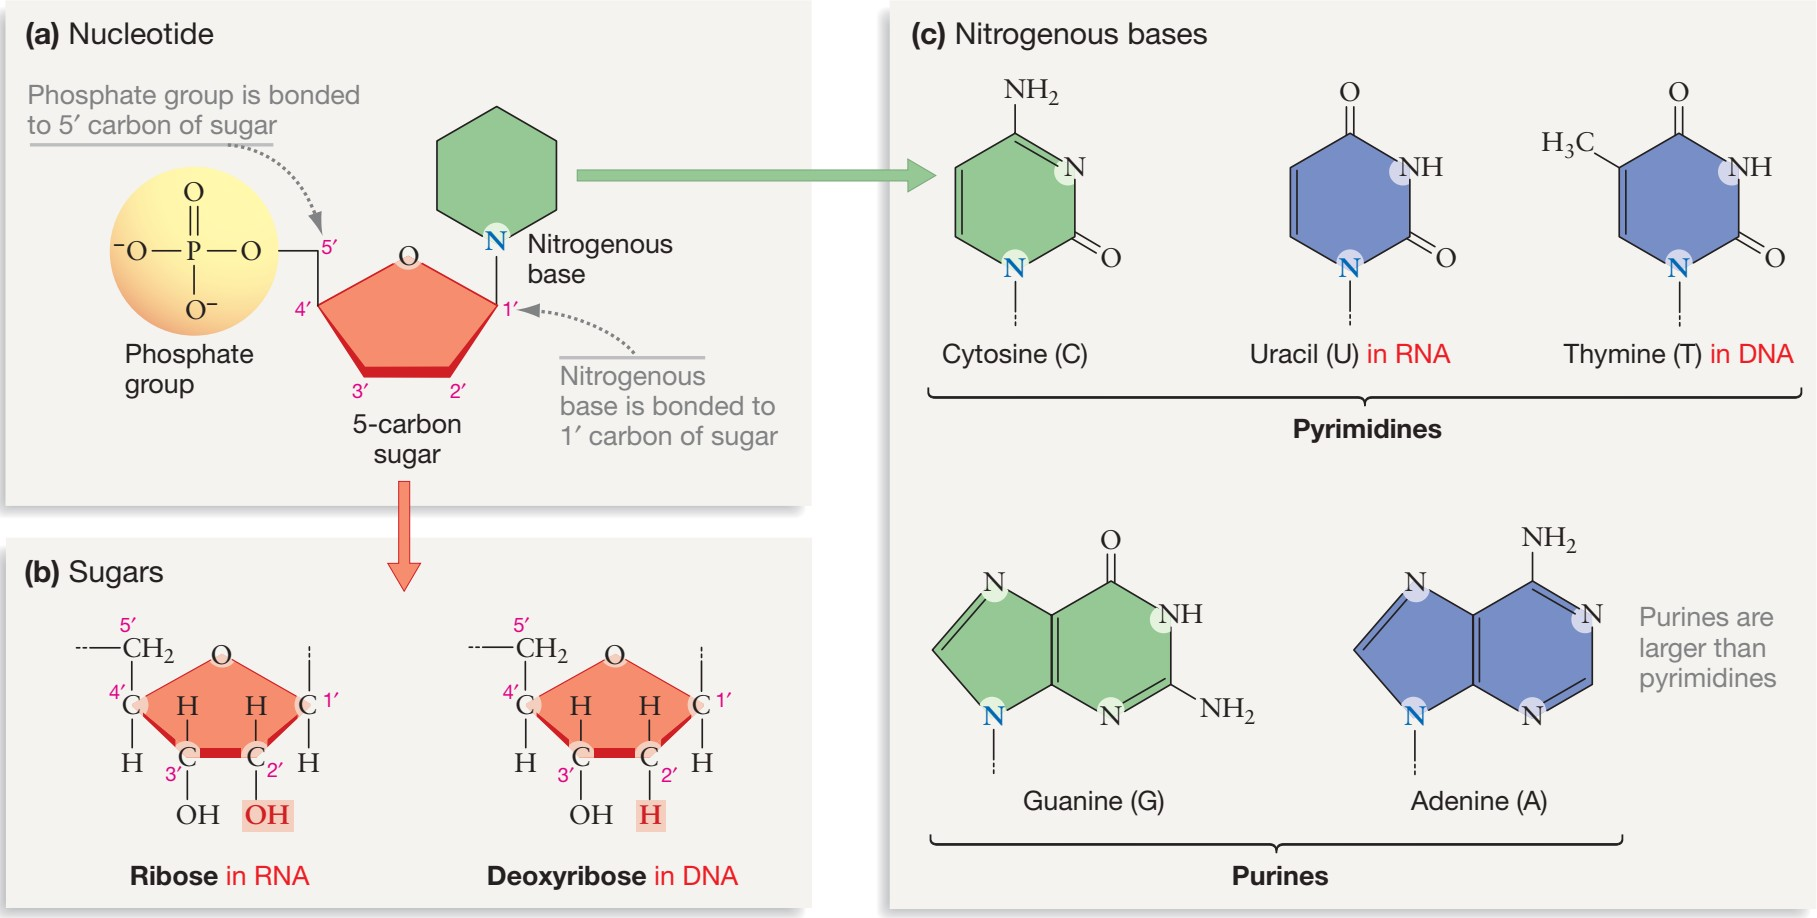 (a) Nucleotide
Phosphate group is bonded
to 5′ carbon of sugar
O
⁻O P O
O⁻
Phosphate
group
5′
O
4′
1′
3′
2′
N
Nitrogenous
base
Nitrogenous
base is bonded to
1′ carbon of sugar
5-carbon
sugar
(b) Sugars
5′
CH₂
O
4′
C
H
H
C
1′
H
C
C
H
3′
2′
OH
OH
Ribose in RNA
5′
CH₂
O
4′
C
H
H
C
1′
H
C
C
H
3′
2′
OH
H
Deoxyribose in DNA
(c) Nitrogenous bases
NH₂
N
O
N
Cytosine (C)
O
NH
O
N
Uracil (U) in RNA
O
H₃C
NH
O
N
Thymine (T) in DNA
Pyrimidines
O
N
NH
N
N
NH₂
Guanine (G)
NH₂
N
N
N
N
Adenine (A)
Purines are
larger than
pyrimidines
Purines